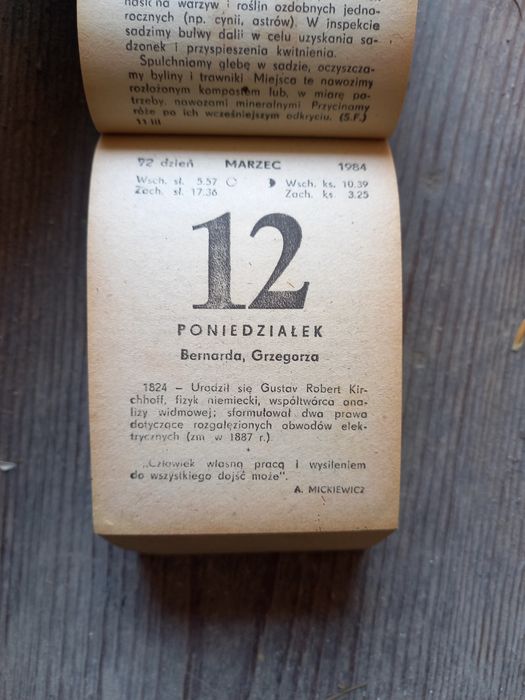 nasion na warzyw i roślin ozdobnych jedno-
rocznych (np. cynii, astrów). W inspekcie
sadzimy bulwy dalii w celu uzyskania sa-
dzonek i przyspieszenia kwitnienia.
Spulchniamy glebę w sadzie, oczyszcza-
my byliny i trawniki. Miejsca te nawozimy
rozłożonym kompostem lub, w miarę po-
trzeby, nawozami mineralnymi Przycinamy
róże po ich wcześniejszym odkryciu. (S.F.)
11 III
72 dzień MARZEC 1984
Wsch. sł. 5.57 Wsch. ks. 10.39
Zach. sł. 17.36 Zach. ks. 3.25
12
PONIEDZIAŁEK
Bernarda, Grzegorza
1824 – Urodził się Gustav Robert Kir-
chhoff, fizyk niemiecki, współtwórca ana-
lizy widmowej; sformułował dwa prawa
dotyczące rozgałęzionych obwodów elek-
trycznych (zm. w 1887 r.)
„Człowiek własną pracą i wysileniem
do wszystkiego dojść może".
A. MICKIEWICZ